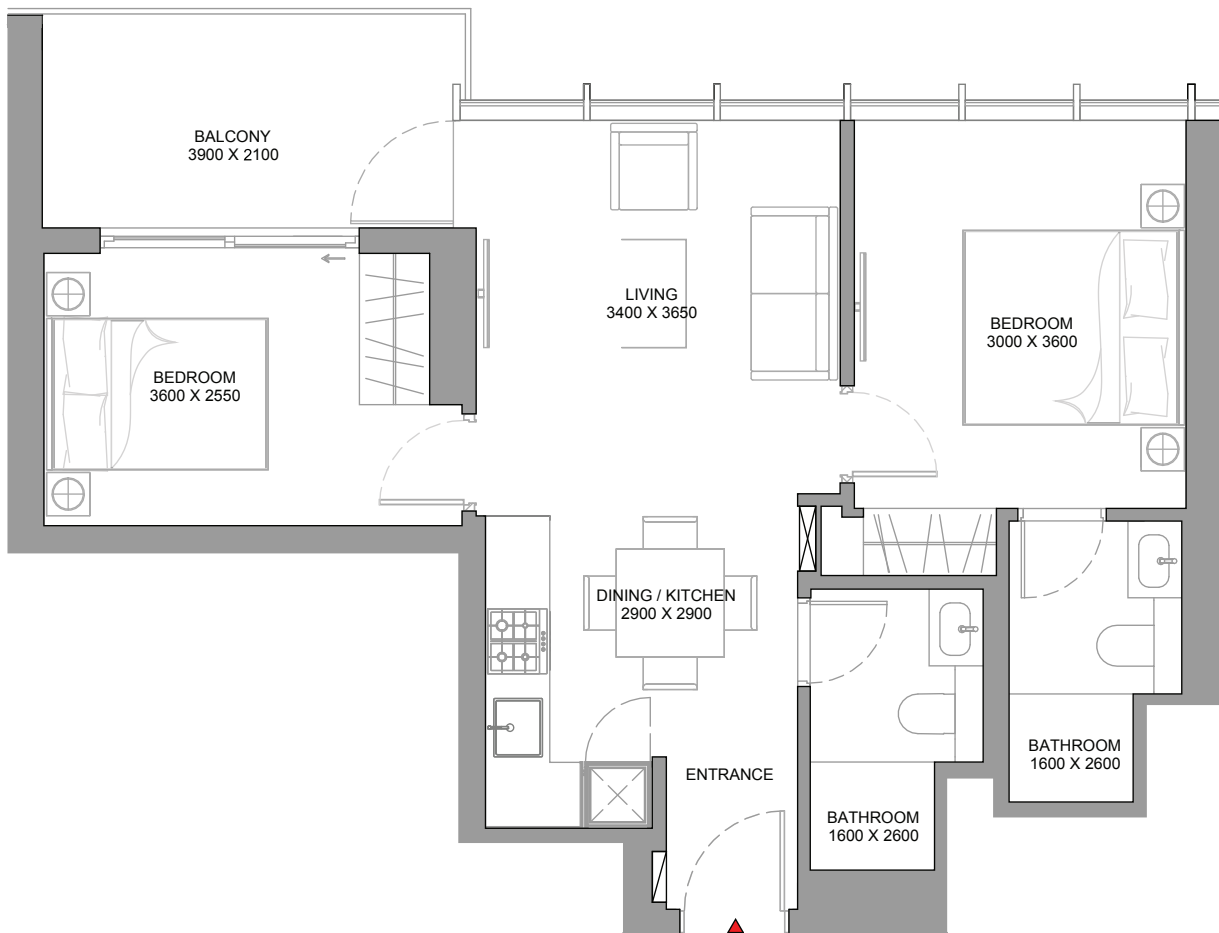 BALCONY
3900 X 2100
LIVING
3400 X 3650
BEDROOM
3000 X 3600
BEDROOM
3600 X 2550
DINING / KITCHEN
2900 X 2900
ENTRANCE
BATHROOM
1600 X 2600
BATHROOM
1600 X 2600